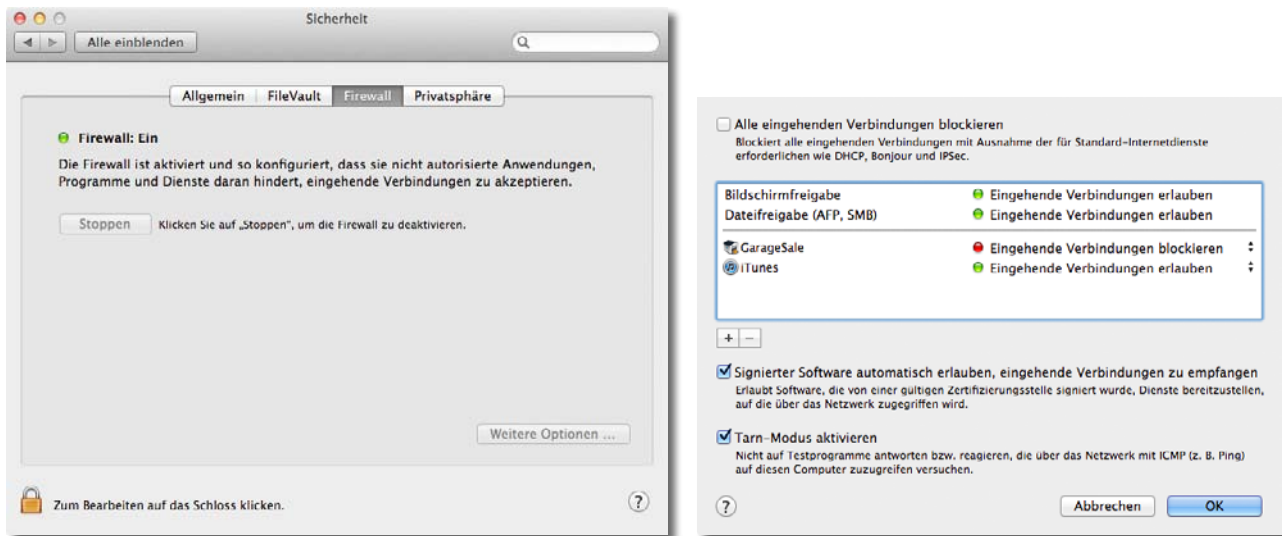 Sicherheit
Alle einblenden
Allgemein FileVault Firewall Privatsphäre
Firewall: Ein
Die Firewall ist aktiviert und so konfiguriert, dass sie nicht autorisierte Anwendungen,
Programme und Dienste daran hindert, eingehende Verbindungen zu akzeptieren.
Stoppen Klicken Sie auf „Stoppen“, um die Firewall zu deaktivieren.
Weitere Optionen ...
Zum Bearbeiten auf das Schloss klicken. ?
Alle eingehenden Verbindungen blockieren
Blockiert alle eingehenden Verbindungen mit Ausnahme der für Standard-Internetdienste
erforderlichen wie DHCP, Bonjour und IPSec.
Bildschirmfreigabe Eingehende Verbindungen erlauben
Dateifreigabe (AFP, SMB) Eingehende Verbindungen erlauben
GarageSale Eingehende Verbindungen blockieren
iTunes Eingehende Verbindungen erlauben
+ −
Signierter Software automatisch erlauben, eingehende Verbindungen zu empfangen
Erlaubt Software, die von einer gültigen Zertifizierungsstelle signiert wurde, Dienste bereitzustellen,
auf die über das Netzwerk zugegriffen wird.
Tarn-Modus aktivieren
Nicht auf Testprogramme antworten bzw. reagieren, die über das Netzwerk mit ICMP (z. B. Ping)
auf diesen Computer zuzugreifen versuchen.
? Abbrechen OK